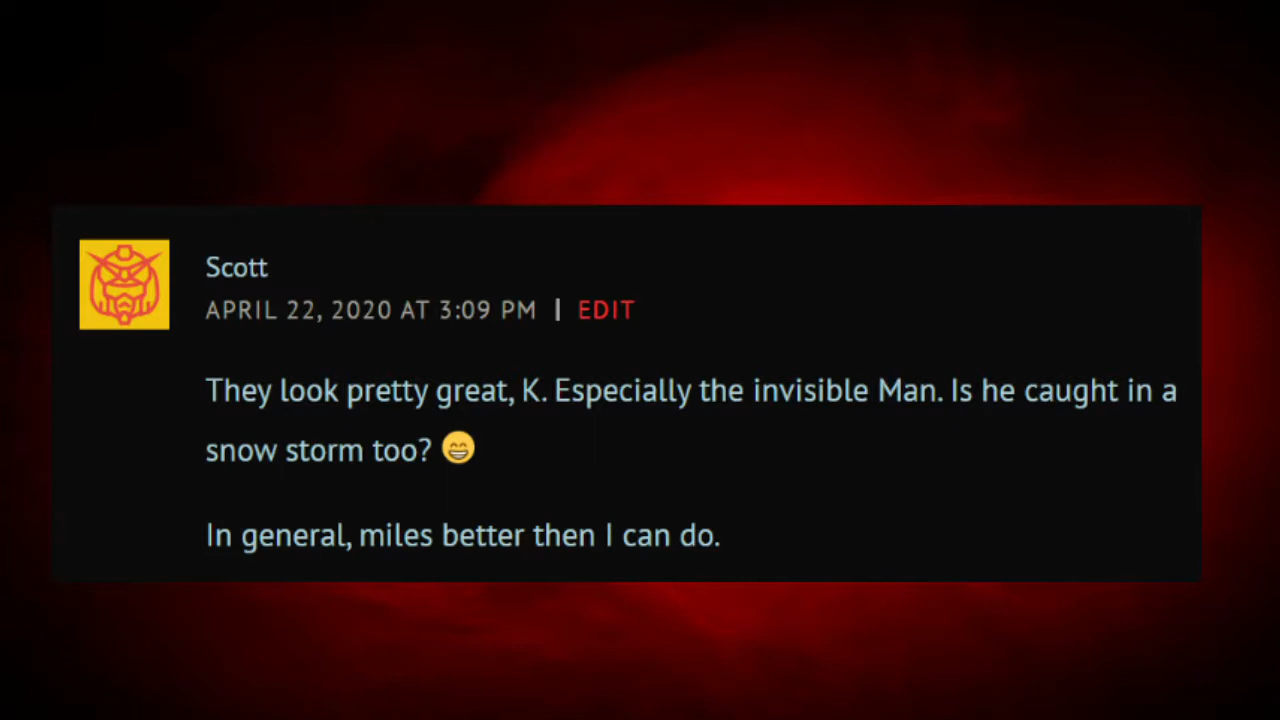 Scott
APRIL 22, 2020 AT 3:09 PM | EDIT
They look pretty great, K. Especially the invisible Man. Is he caught in a
snow storm too? 😁
In general, miles better then I can do.